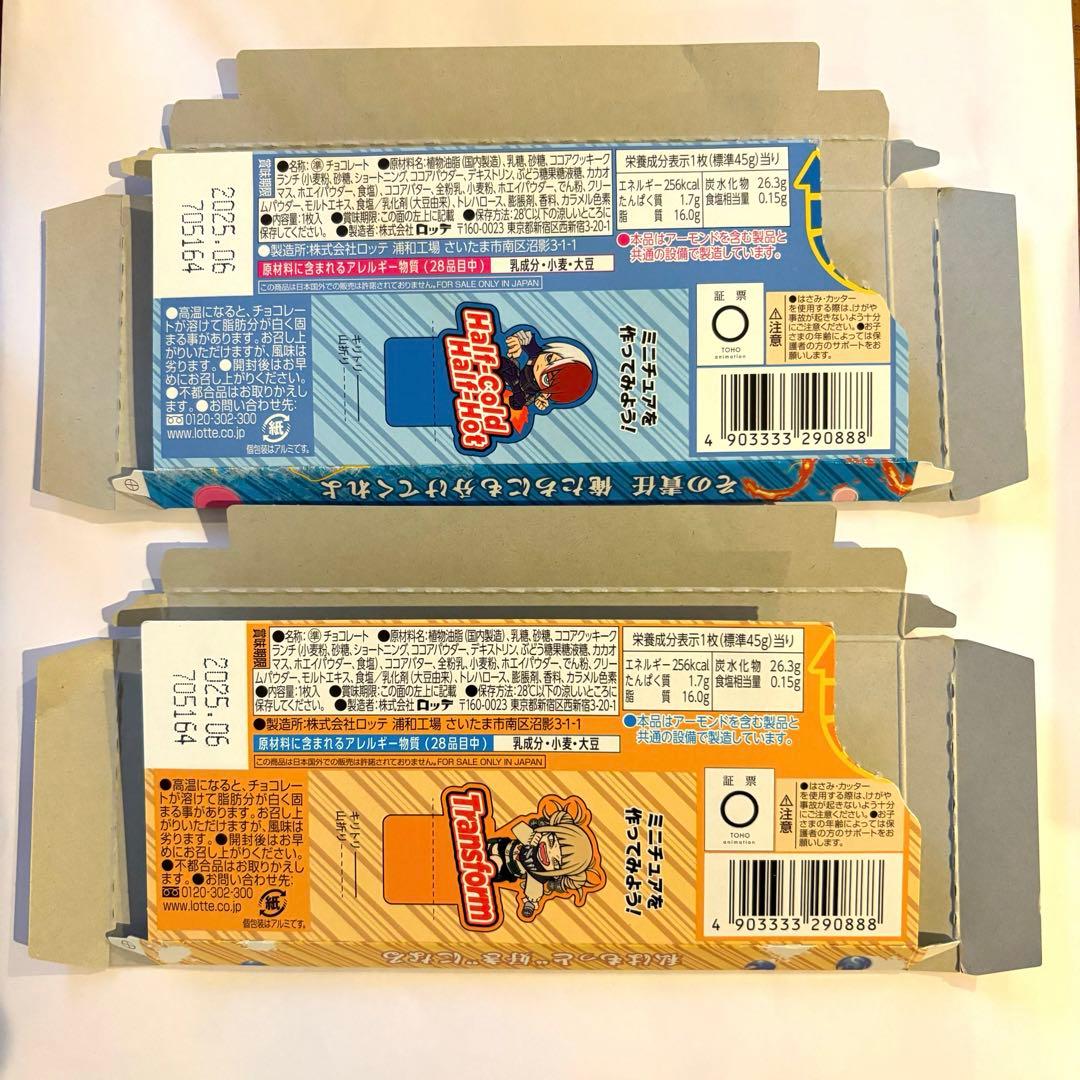 賞味期限
2025.06
705164
●名称:㊜ チョコレート ●原材料名:植物油脂(国内製造)、乳糖、砂糖、ココアクッキーク
ランチ(小麦粉、砂糖、ショートニング、ココアパウダー、デキストリン、ぶどう糖果糖液糖、カカオ
マス、ホエイパウダー、食塩)、ココアバター、全粉乳、小麦粉、ホエイパウダー、でん粉、クリー
ムパウダー、モルトエキス、食塩/乳化剤(大豆由来)、トレハロース、膨脹剤、香料、カラメル色素
●内容量:1枚入 ●賞味期限:この面の左上に記載 ●保存方法:28℃以下の涼しいところに
保存してください。 ●製造者:株式会社 ロッテ 〒160-0023 東京都新宿区西新宿3-20-1
●製造所:株式会社ロッテ 浦和工場 さいたま市南区沼影3-1-1
原材料に含まれるアレルギー物質(28品目中) 乳成分・小麦・大豆
この商品は日本国外での販売は許諾されておりません。FOR SALE ONLY IN JAPAN
栄養成分表示1枚(標準45g)当り
エネルギー 256kcal 炭水化物 26.3g
たんぱく質 1.7g 食塩相当量 0.15g
脂質 16.0g
●本品はアーモンドを含む製品と
共通の設備で製造しています。
●高温になると、チョコレー
トが溶けて脂肪分が白く固
まる事があります。お召し上
がりいただけますが、風味は
劣ります。●開封後はお早
めにお召し上がりください。
●不都合品はお取りかえし
ます。●お問い合わせ先:
0120-302-300
www.lotte.co.jp
紙
個包装はアルミです。
キリトリ
山折り
Half-Cold
Half-Hot
ミニチュアを
作ってみよう!
証票
TOHO
animation
注意
●はさみ・カッター
を使用する際は、けがや
事故が起きないよう十分
にご注意ください。●お子
さまの年齢によっては保
護者の方のサポートをお
願いします。
4 903333 290888
その責任 俺たちにも分けてくれよ
賞味期限
2025.06
705164
●名称:㊜ チョコレート ●原材料名:植物油脂(国内製造)、乳糖、砂糖、ココアクッキーク
ランチ(小麦粉、砂糖、ショートニング、ココアパウダー、デキストリン、ぶどう糖果糖液糖、カカオ
マス、ホエイパウダー、食塩)、ココアバター、全粉乳、小麦粉、ホエイパウダー、でん粉、クリー
ムパウダー、モルトエキス、食塩/乳化剤(大豆由来)、トレハロース、膨脹剤、香料、カラメル色素
●内容量:1枚入 ●賞味期限:この面の左上に記載 ●保存方法:28℃以下の涼しいところに
保存してください。 ●製造者:株式会社 ロッテ 〒160-0023 東京都新宿区西新宿3-20-1
●製造所:株式会社ロッテ 浦和工場 さいたま市南区沼影3-1-1
原材料に含まれるアレルギー物質(28品目中) 乳成分・小麦・大豆
この商品は日本国外での販売は許諾されておりません。FOR SALE ONLY IN JAPAN
栄養成分表示1枚(標準45g)当り
エネルギー 256kcal 炭水化物 26.3g
たんぱく質 1.7g 食塩相当量 0.15g
脂質 16.0g
●本品はアーモンドを含む製品と
共通の設備で製造しています。
●高温になると、チョコレー
トが溶けて脂肪分が白く固
まる事があります。お召し上
がりいただけますが、風味は
劣ります。●開封後はお早
めにお召し上がりください。
●不都合品はお取りかえし
ます。●お問い合わせ先:
0120-302-300
www.lotte.co.jp
紙
個包装はアルミです。
キリトリ
山折り
Transform
ミニチュアを
作ってみよう!
証票
TOHO
animation
注意
●はさみ・カッター
を使用する際は、けがや
事故が起きないよう十分
にご注意ください。●お子
さまの年齢によっては保
護者の方のサポートをお
願いします。
4 903333 290888
私はもっと"好き"になる